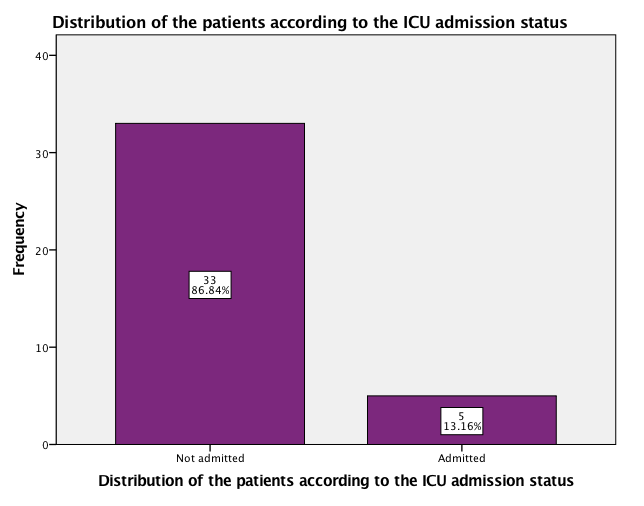 Distribution of the patients according to the ICU admission status
40
30
20
10
0
Frequency
33
86.84%
5
13.16%
Not admitted
Admitted
Distribution of the patients according to the ICU admission status